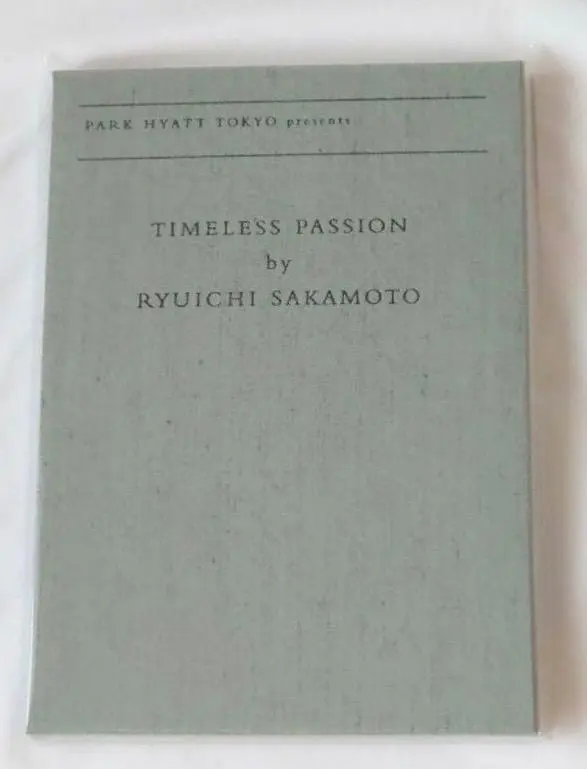 PARK HYATT TOKYO presents
TIMELESS PASSION
by
RYUICHI SAKAMOTO